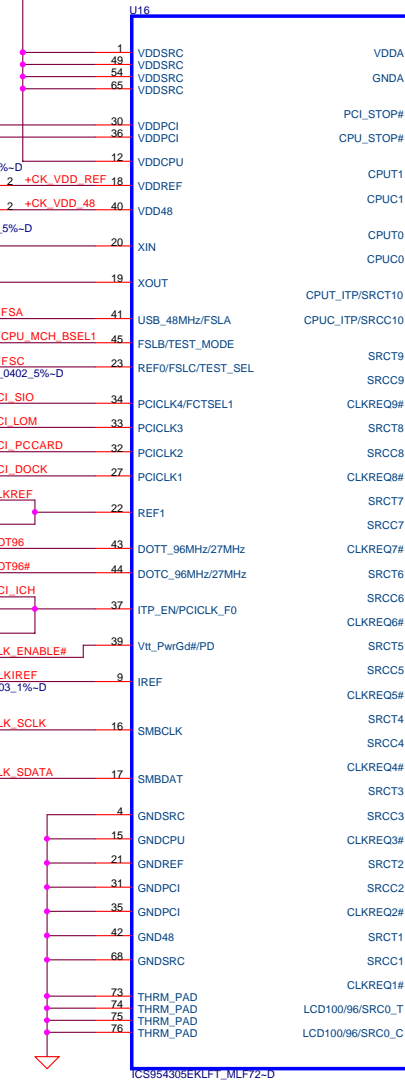 U16
1 VDDSRC VDDA
49 VDDSRC
54 VDDSRC GNDA
65 VDDSRC
PCI_STOP#
30 VDDPCI
36 VDDPCI CPU_STOP#
12 VDDCPU
%~D
CPUT1
2 +CK_VDD_REF 18 VDDREF
CPUC1
2 +CK_VDD_48 40 VDD48
5%~D
CPUT0
20 XIN
CPUC0
19 XOUT
CPUT_ITP/SRCT10
FSA 41 USB_48MHz/FSLA CPUC_ITP/SRCC10
CPU_MCH_BSEL1 45 FSLB/TEST_MODE
SRCT9
FSC 23 REF0/FSLC/TEST_SEL
_0402_5%~D
SRCC9
CI_SIO 34 PCICLK4/FCTSEL1 CLKREQ9#
CI_LOM 33 PCICLK3 SRCT8
CI_PCCARD 32 PCICLK2 SRCC8
CI_DOCK 27 PCICLK1 CLKREQ8#
LKREF
SRCT7
22 REF1
SRCC7
OT96 43 DOTT_96MHz/27MHz CLKREQ7#
OT96# 44 DOTC_96MHz/27MHz SRCT6
CI_ICH
SRCC6
37 ITP_EN/PCICLK_F0
CLKREQ6#
LK_ENABLE# 39 Vtt_PwrGd#/PD SRCT5
SRCC5
LKIREF 9 IREF
03_1%~D
CLKREQ5#
SRCT4
LK_SCLK 16 SMBCLK
SRCC4
CLKREQ4#
LK_SDATA 17 SMBDAT
SRCT3
4 GNDSRC SRCC3
15 GNDCPU CLKREQ3#
21 GNDREF SRCT2
31 GNDPCI SRCC2
35 GNDPCI CLKREQ2#
42 GND48 SRCT1
68 GNDSRC SRCC1
CLKREQ1#
73 THRM_PAD
74 THRM_PAD LCD100/96/SRC0_T
75 THRM_PAD
76 THRM_PAD LCD100/96/SRC0_C
ICS954305EKLFT_MLF72~D